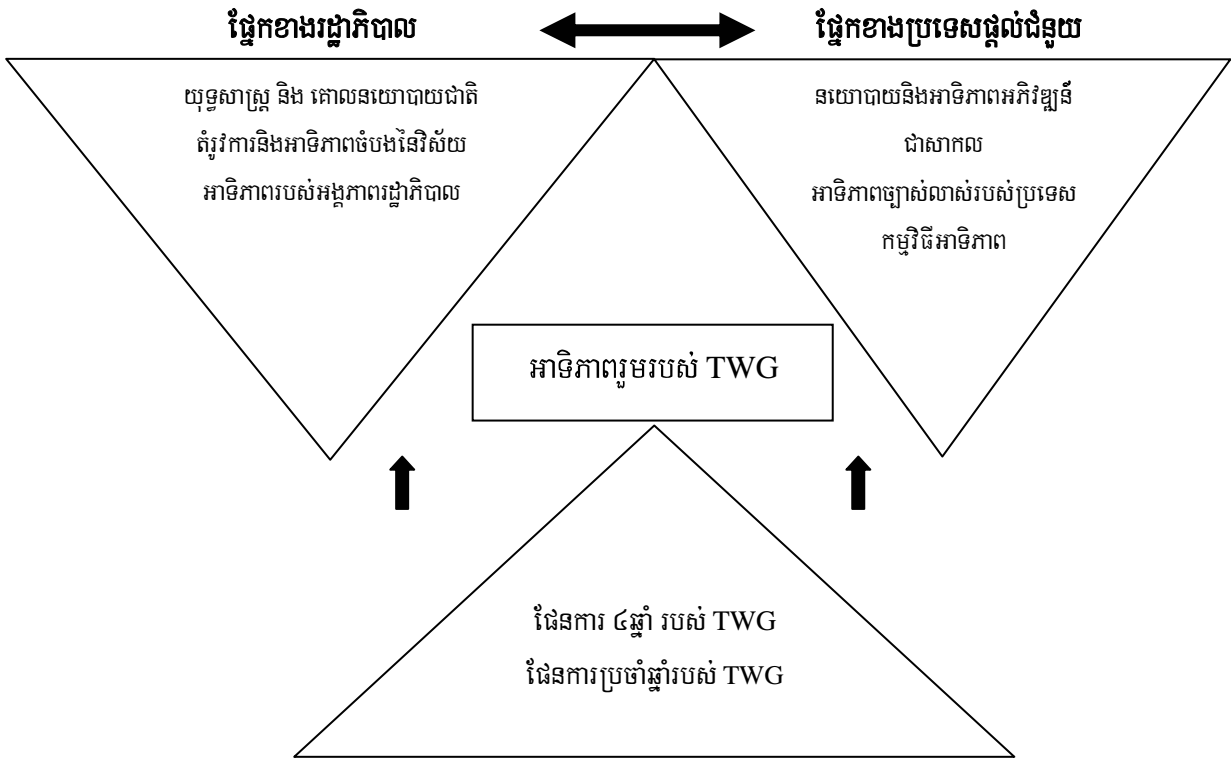 ផ្នែកខាងរដ្ឋាភិបាល
ផ្នែកខាងប្រទេសផ្តល់ជំនួយ
យុទ្ធសាស្ត្រ និង គោលនយោបាយជាតិ
តំរូវការនិងអាទិភាពចំបងនៃវិស័យ
អាទិភាពរបស់អង្គភាពរដ្ឋាភិបាល
នយោបាយនិងអាទិភាពអភិវឌ្ឍន៍
ជាសាកល
អាទិភាពច្បាស់លាស់របស់ប្រទេស
កម្មវិធីអាទិភាព
អាទិភាពរួមរបស់ TWG
ផែនការ ៤ឆ្នាំ របស់ TWG
ផែនការប្រចាំឆ្នាំរបស់ TWG